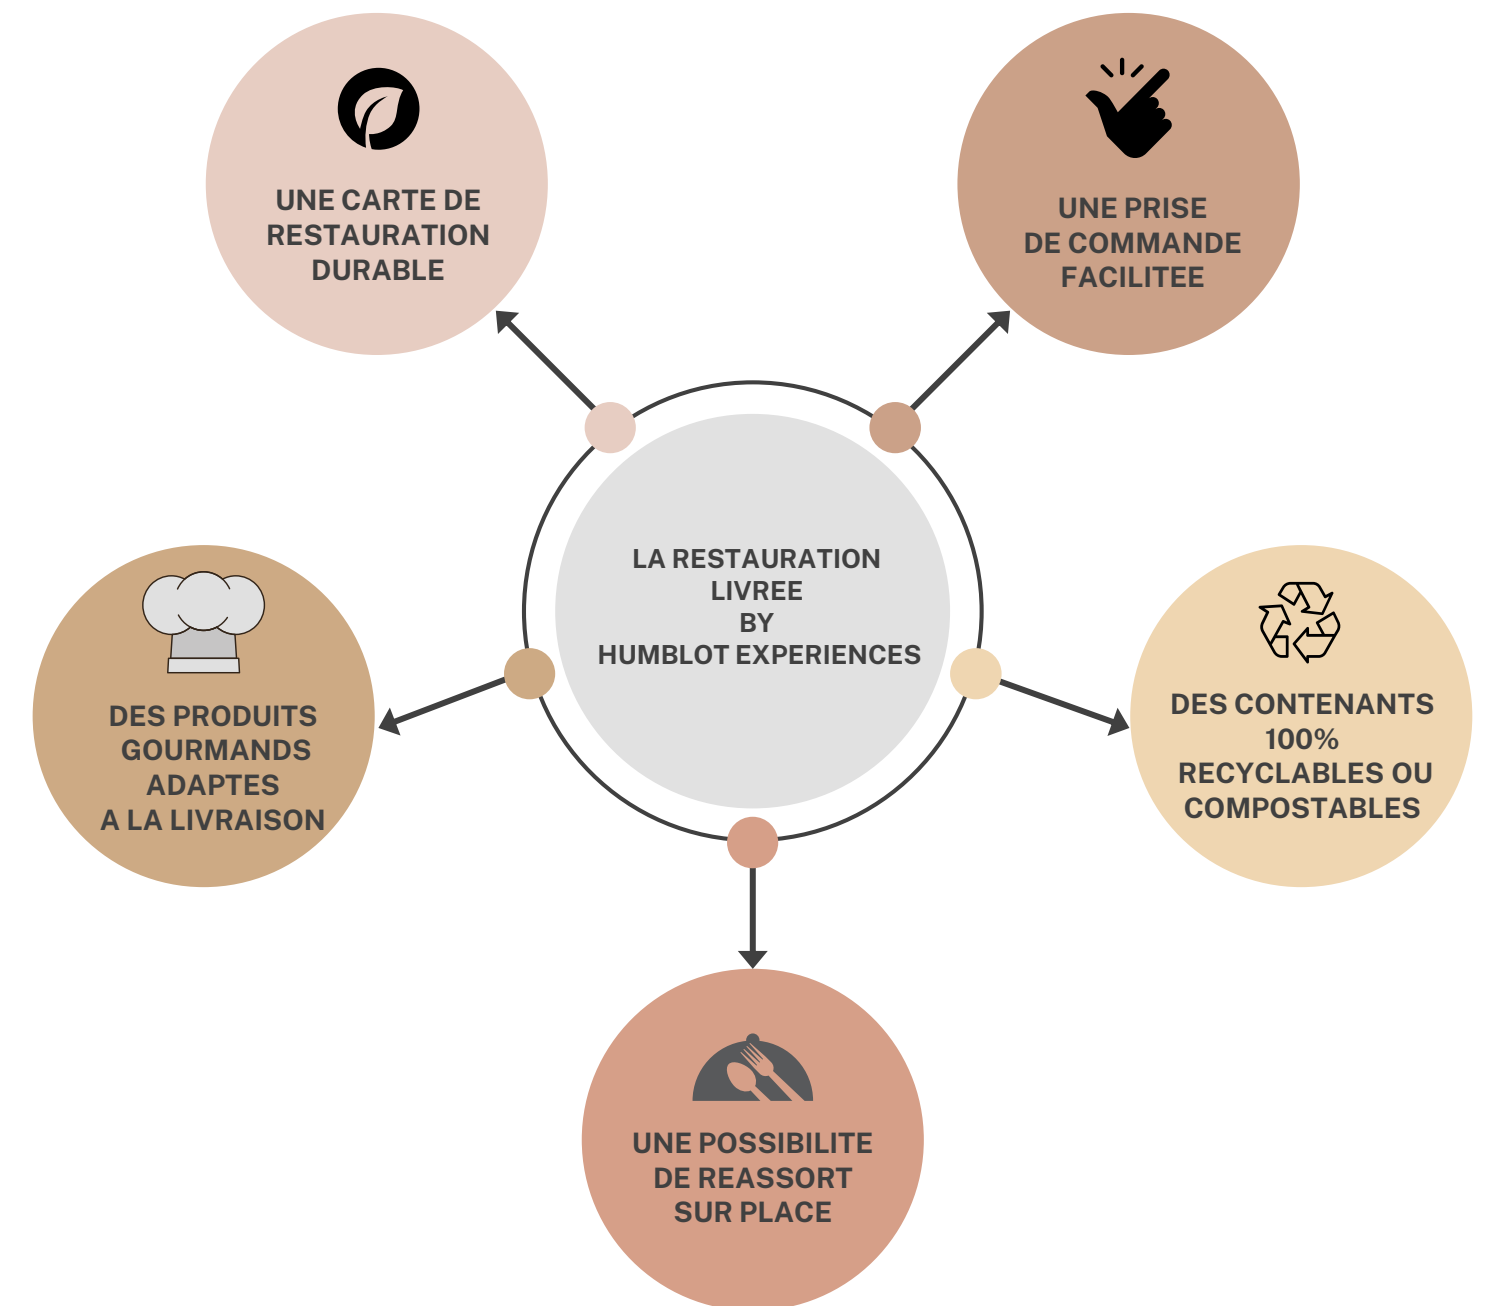 UNE CARTE DE
RESTAURATION
DURABLE
UNE PRISE
DE COMMANDE
FACILITEE
LA RESTAURATION
LIVREE
BY
HUMBLOT EXPERIENCES
DES PRODUITS
GOURMANDS
ADAPTES
A LA LIVRAISON
DES CONTENANTS
100%
RECYCLABLES OU
COMPOSTABLES
UNE POSSIBILITE
DE REASSORT
SUR PLACE